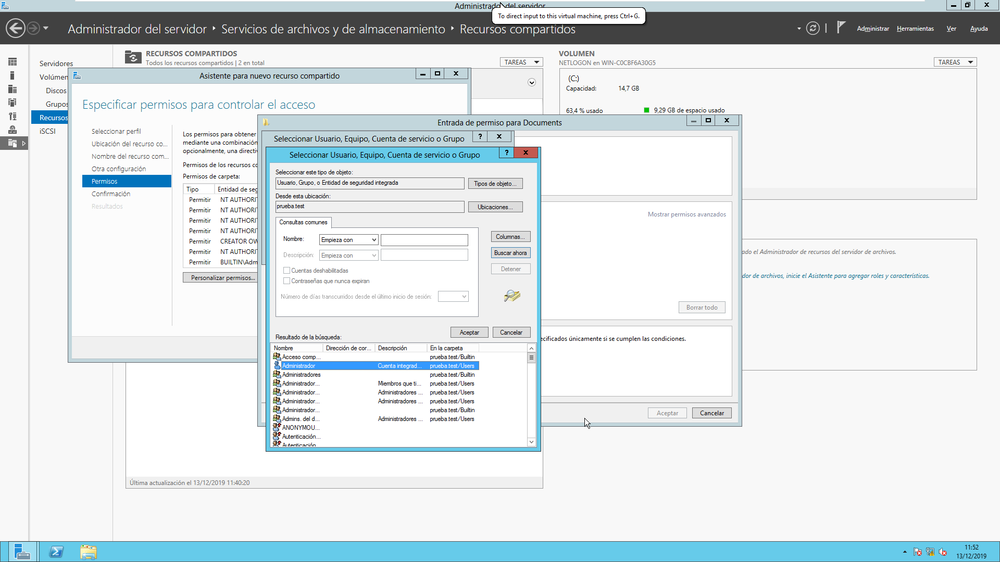 Administrador del servidor
To direct input to this virtual machine, press Ctrl+G.
Administrador del servidor ‣ Servicios de archivos y de almacenamiento ‣ Recursos compartidos
Administrar Herramientas Ver Ayuda
Servidores
Volúmen
Discos
Grupos
Recursos
iSCSI
RECURSOS COMPARTIDOS
Todos los recursos compartidos | 2 en total
TAREAS
VOLUMEN
NETLOGON en WIN-C0CBF6A30G5
TAREAS
(C:)
Capacidad: 14,7 GB
63,4 % usado
9,29 GB de espacio usado
Asistente para nuevo recurso compartido
Especificar permisos para controlar el acceso
Seleccionar perfil
Ubicación del recurso co...
Nombre del recurso com...
Otra configuración
Permisos
Confirmación
Resultados
Los permisos para obtener
mediante una combinación
opcionalmente, una directiv
Permisos de los recursos co
Permisos de carpeta:
Tipo Entidad de seg
Permitir NT AUTHORIT
Permitir NT AUTHORIT
Permitir NT AUTHORIT
Permitir NT AUTHORIT
Permitir CREATOR OW
Permitir NT AUTHORIT
Permitir BUILTIN\Adm
Personalizar permisos...
Entrada de permiso para Documents
Mostrar permisos avanzados
Borrar todo
ecificados únicamente si se cumplen las condiciones.
Aceptar Cancelar
Seleccionar Usuario, Equipo, Cuenta de servicio o Grupo
Seleccionar Usuario, Equipo, Cuenta de servicio o Grupo
Seleccionar este tipo de objeto:
Usuario, Grupo, o Entidad de seguridad integrada
Tipos de objeto...
Desde esta ubicación:
prueba.test
Ubicaciones...
Consultas comunes
Nombre: Empieza con
Descripción: Empieza con
Cuentas deshabilitadas
Contraseñas que nunca expiran
Número de días transcurridos desde el último inicio de sesión:
Columnas...
Buscar ahora
Detener
Aceptar Cancelar
Resultado de la búsqueda:
Nombre Dirección de cor... Descripción En la carpeta
Acceso comp... prueba.test/Builtin
Administrador Cuenta integrad... prueba.test/Users
Administradores prueba.test/Builtin
Administrador... Miembros que ti... prueba.test/Users
Administrador... Administradores ... prueba.test/Users
Administrador... Administradores ... prueba.test/Users
Administrador... prueba.test/Builtin
Admins. del d... Administradores ... prueba.test/Users
ANONYMOU...
Autenticación...
Autenticación
ado el Administrador de recursos del servidor de archivos.
dor de archivos, inicie el Asistente para agregar roles y características.
Última actualización el 13/12/2019 11:40:20
11:52
13/12/2019